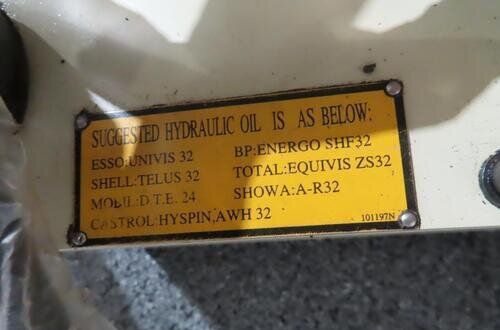 SUGGESTED HYDRAULIC OIL IS AS BELOW:
ESSO:UNIVIS 32 BP:ENERGO SHF32
SHELL:TELUS 32 TOTAL:EQUIVIS ZS32
MOBIL:D.T.E. 24 SHOWA:A-R32
CASTROL:HYSPIN,AWH 32
101197N